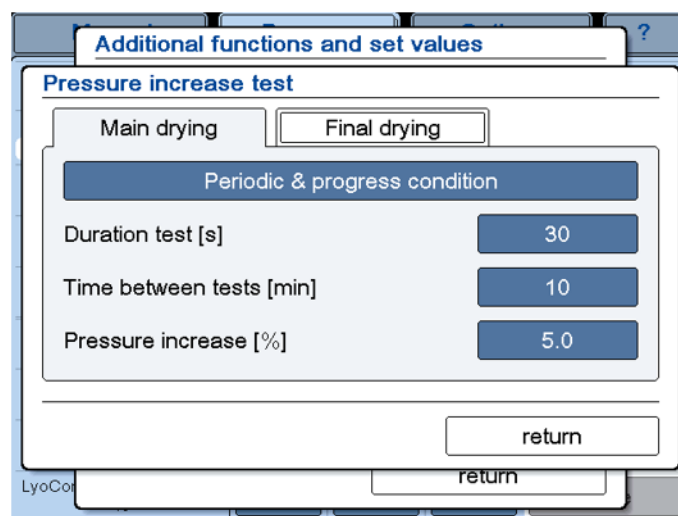 ?
Additional functions and set values
Pressure increase test
Main drying
Final drying
Periodic & progress condition
Duration test [s]
30
Time between tests [min]
10
Pressure increase [%]
5.0
return
return